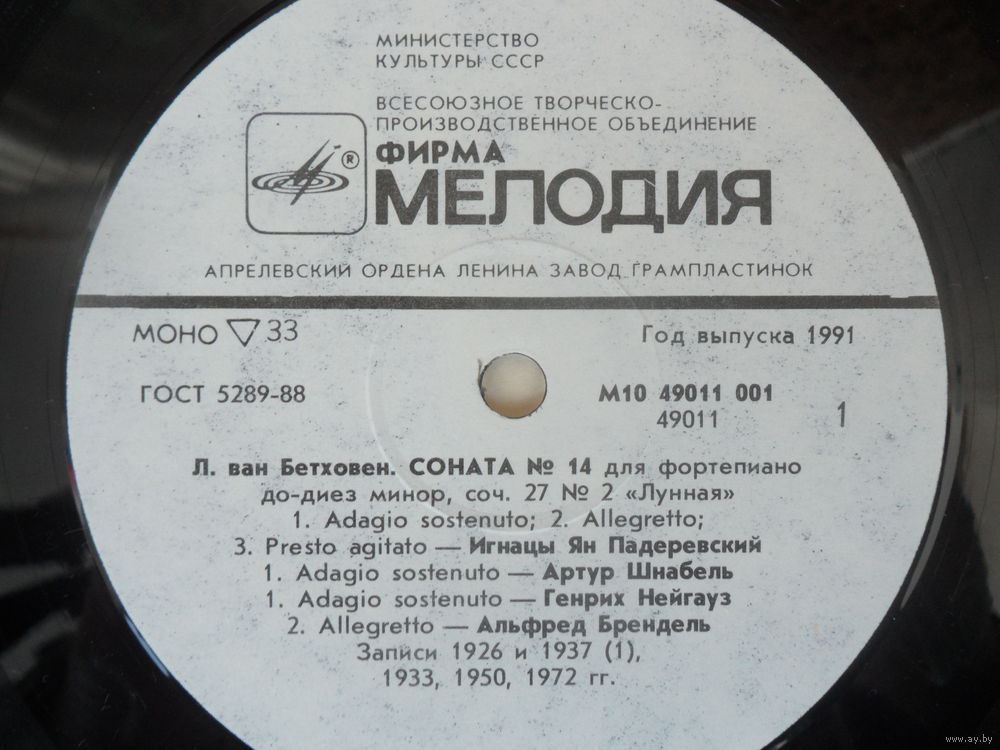 МИНИСТЕРСТВО
КУЛЬТУРЫ СССР
ВСЕСОЮЗНОЕ ТВОРЧЕСКО-
ПРОИЗВОДСТВЕННОЕ ОБЪЕДИНЕНИЕ
®
ФИРМА
МЕЛОДИЯ
АПРЕЛЕВСКИЙ ОРДЕНА ЛЕНИНА ЗАВОД ГРАМПЛАСТИНОК
МОНО ▽ 33
Год выпуска 1991
ГОСТ 5289-88
М10 49011 001
49011
1
Л. ван Бетховен. СОНАТА № 14 для фортепиано
до-диез минор, соч. 27 № 2 «Лунная»
1. Adagio sostenuto; 2. Allegretto;
3. Presto agitato — Игнацы Ян Падеревский
1. Adagio sostenuto — Артур Шнабель
1. Adagio sostenuto — Генрих Нейгауз
2. Allegretto — Альфред Брендель
Записи 1926 и 1937 (1),
1933, 1950, 1972 гг.
www.ay.by